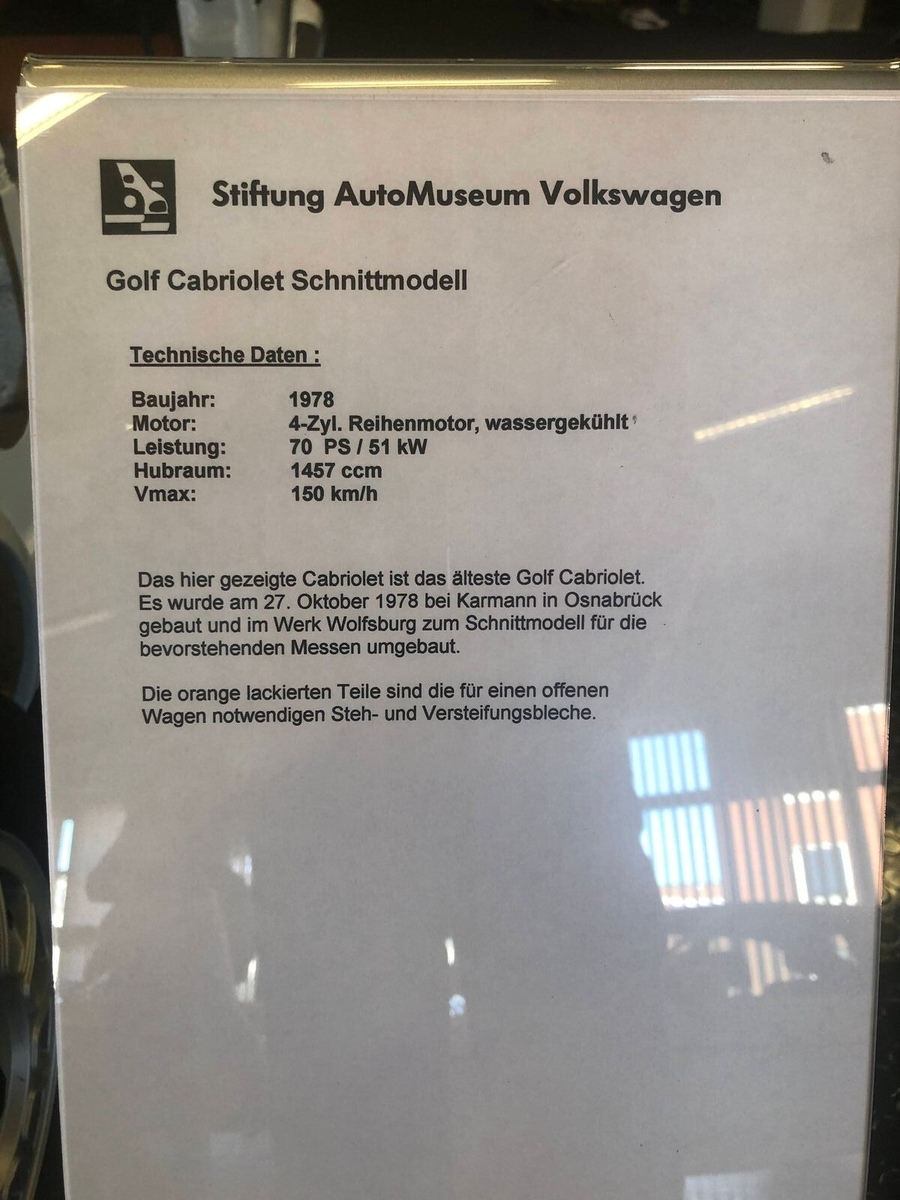 Stiftung AutoMuseum Volkswagen
Golf Cabriolet Schnittmodell
Technische Daten :
Baujahr: 1978
Motor: 4-Zyl. Reihenmotor, wassergekühlt
Leistung: 70 PS / 51 kW
Hubraum: 1457 ccm
Vmax: 150 km/h
Das hier gezeigte Cabriolet ist das älteste Golf Cabriolet.
Es wurde am 27. Oktober 1978 bei Karmann in Osnabrück
gebaut und im Werk Wolfsburg zum Schnittmodell für die
bevorstehenden Messen umgebaut.
Die orange lackierten Teile sind die für einen offenen
Wagen notwendigen Steh- und Versteifungsbleche.